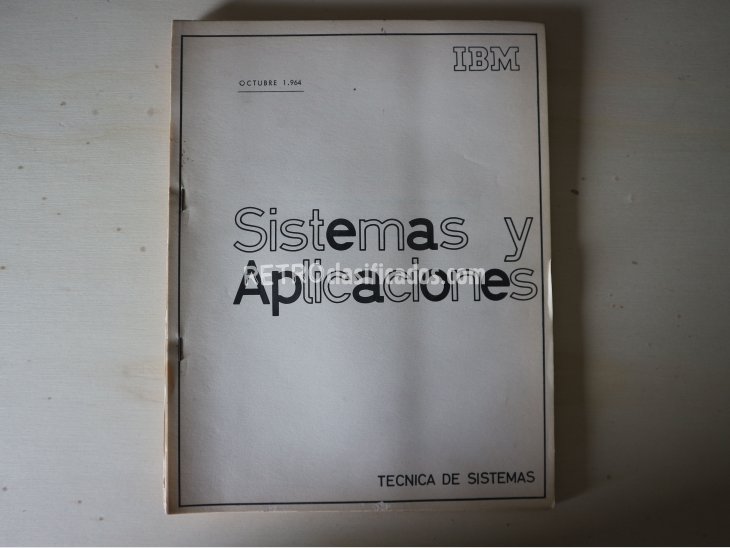 IBM
OCTUBRE 1.964
Sistemas y
Aplicaciones
RETROclasificados.com
TECNICA DE SISTEMAS